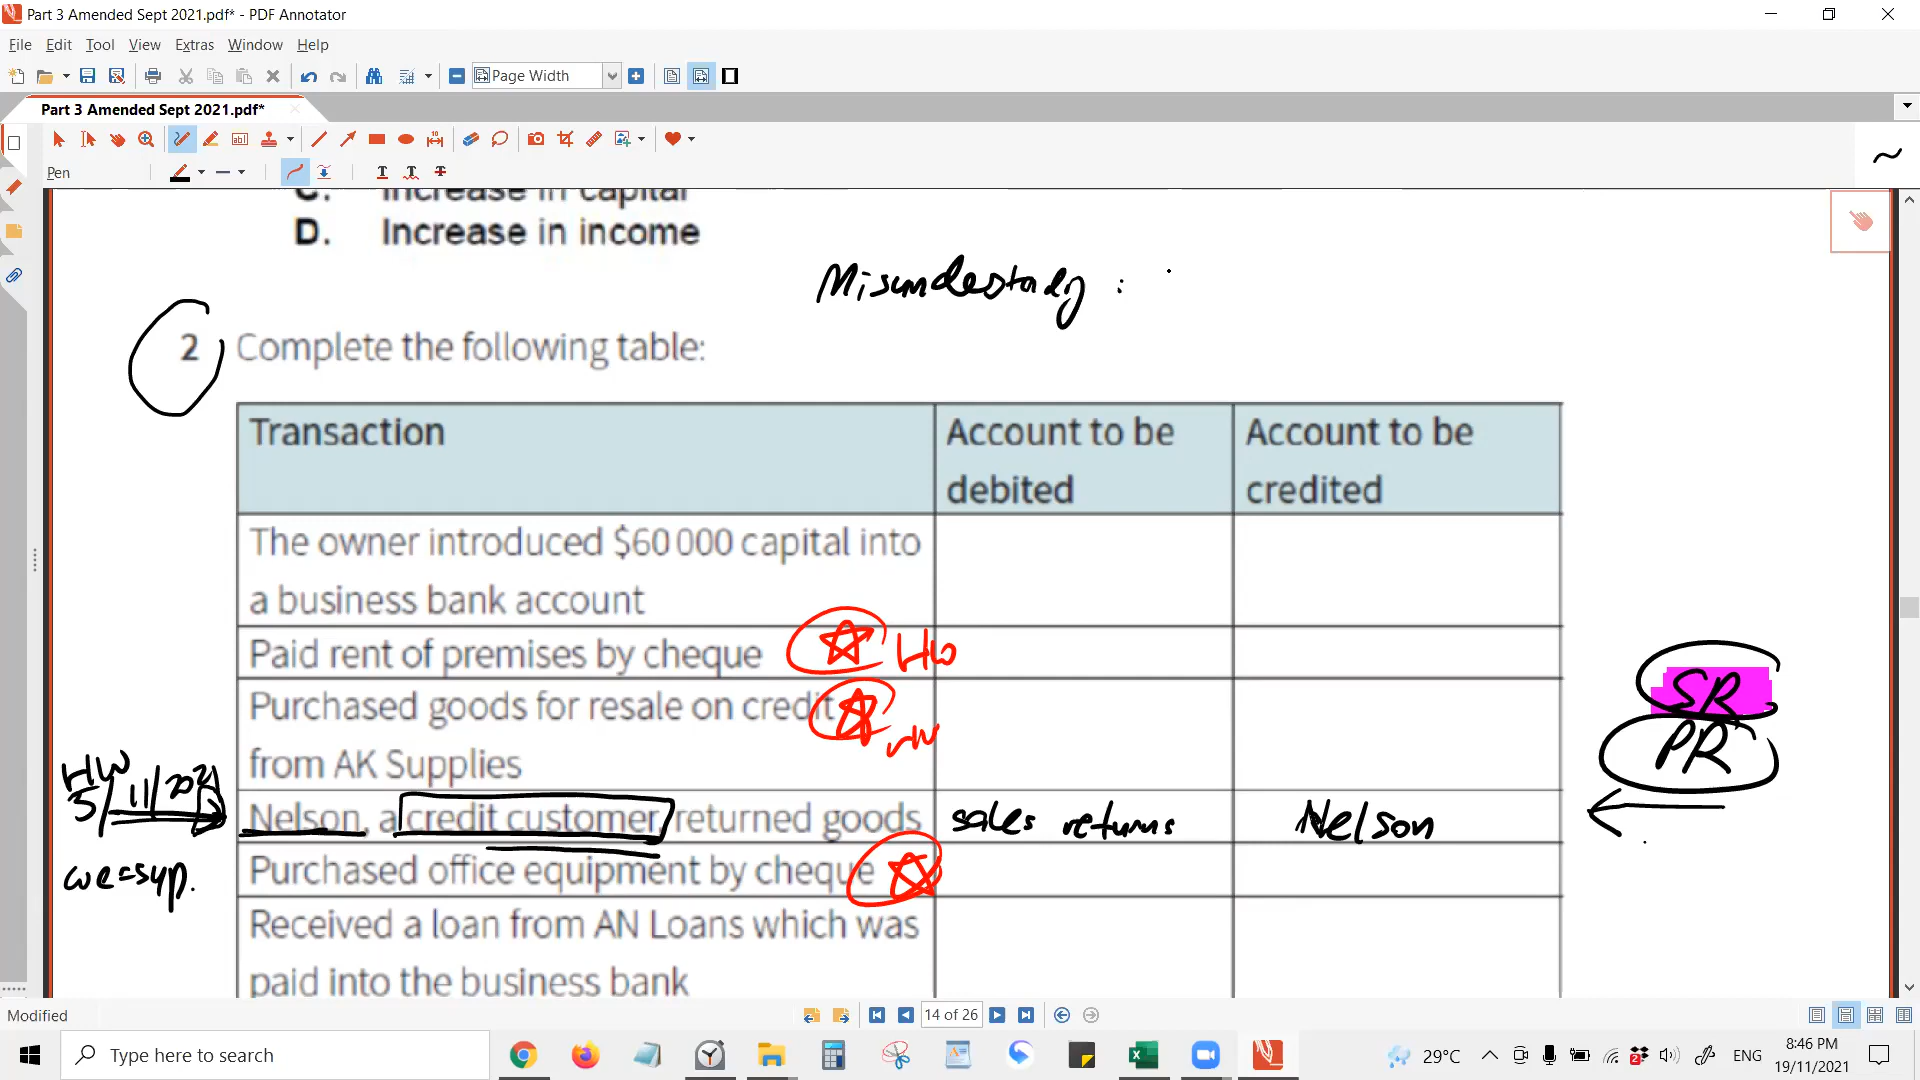 Part 3 Amended Sept 2021.pdf* - PDF Annotator
File Edit Tool View Extras Window Help
Page Width
Part 3 Amended Sept 2021.pdf*
Pen
C. Increase in capital
D. Increase in income
2 Complete the following table:
Transaction
Account to be debited
Account to be credited
The owner introduced $60 000 capital into
a business bank account
Paid rent of premises by cheque
HW
Purchased goods for resale on credit
from AK Supplies
SR
PR
HW
5/11/2021
Nelson, a credit customer, returned goods
sales returns
Nelson
we=sup.
Purchased office equipment by cheque
Received a loan from AN Loans which was
paid into the business bank
Modified
14 of 26
Type here to search
29°C
ENG
8:46 PM
19/11/2021